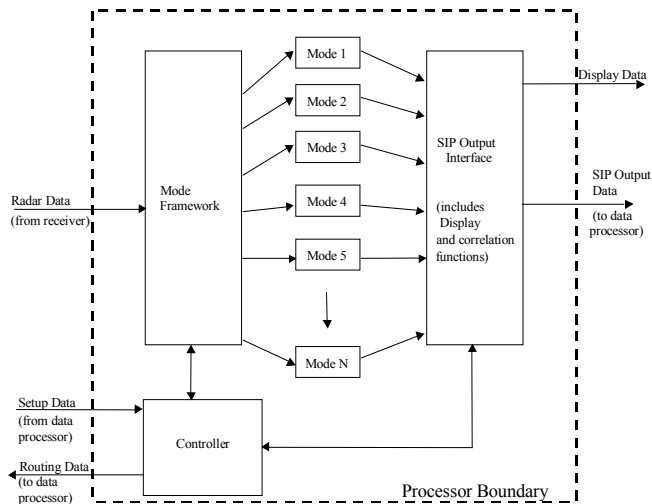 Radar Data
(from receiver)
Setup Data
(from data
processor)
Routing Data
(to data
processor)
Mode
Framework
Controller
Mode 1
Mode 2
Mode 3
Mode 4
Mode 5
Mode N
SIP Output
Interface
(includes
Display
and correlation
functions)
Display Data
SIP Output
Data
(to data
processor)
Processor Boundary